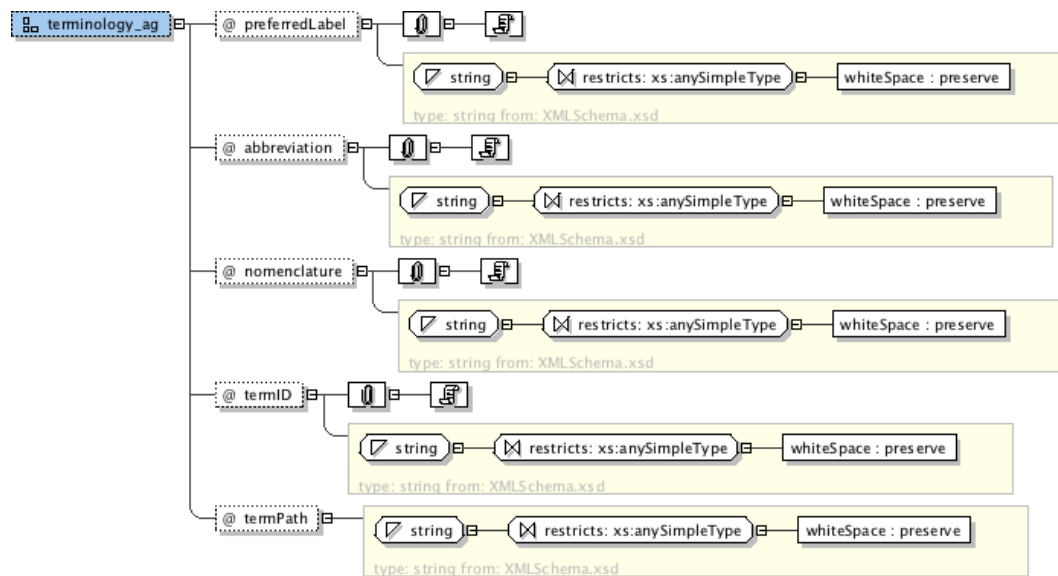 terminology_ag
@ preferredLabel
string restricts: xs:anySimpleType whiteSpace : preserve
type: string from: XMLSchema.xsd
@ abbreviation
string restricts: xs:anySimpleType whiteSpace : preserve
type: string from: XMLSchema.xsd
@ nomenclature
string restricts: xs:anySimpleType whiteSpace : preserve
type: string from: XMLSchema.xsd
@ termID
string restricts: xs:anySimpleType whiteSpace : preserve
type: string from: XMLSchema.xsd
@ termPath
string restricts: xs:anySimpleType whiteSpace : preserve
type: string from: XMLSchema.xsd